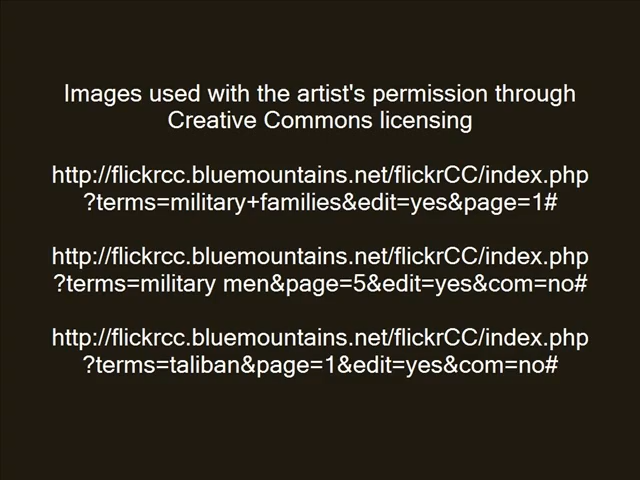 Images used with the artist's permission through
Creative Commons licensing
http://flickrcc.bluemountains.net/flickrCC/index.php
?terms=military+families&edit=yes&page=1#
http://flickrcc.bluemountains.net/flickrCC/index.php
?terms=military men&page=5&edit=yes&com=no#
http://flickrcc.bluemountains.net/flickrCC/index.php
?terms=taliban&page=1&edit=yes&com=no#